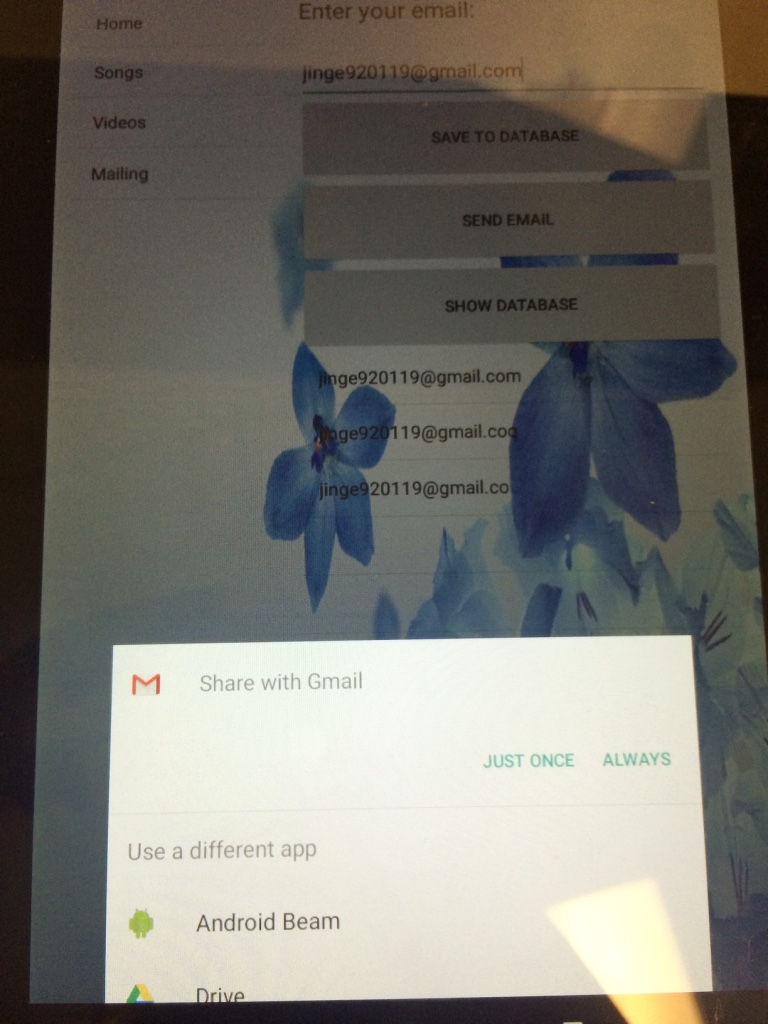 Enter your email:
Home
jinge920119@gmail.com
Songs
Videos
SAVE TO DATABASE
Mailing
SEND EMAIL
SHOW DATABASE
jinge920119@gmail.com
jinge920119@gmail.coq
jinge920119@gmail.co
Share with Gmail
JUST ONCE ALWAYS
Use a different app
Android Beam
Drive